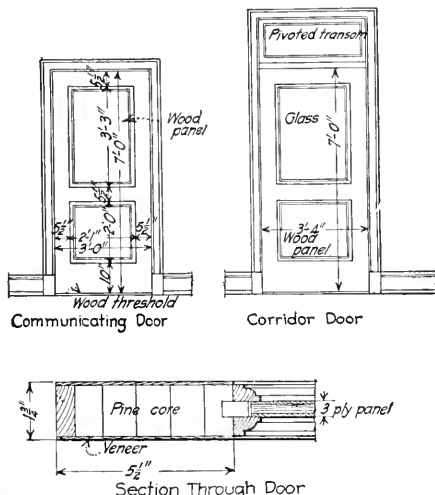 Pivoted transom
5½"
Wood panel
3'-3"
7'-0"
Glass
7'-0"
5½"
5½"
2'-1"
2'-0"
5½"
3'-0"
3'-4"
Wood panel
10"
Wood threshold
Communicating Door
Corridor Door
1¾"
Pine core
3 ply panel
Veneer
5½"
Section Through Door